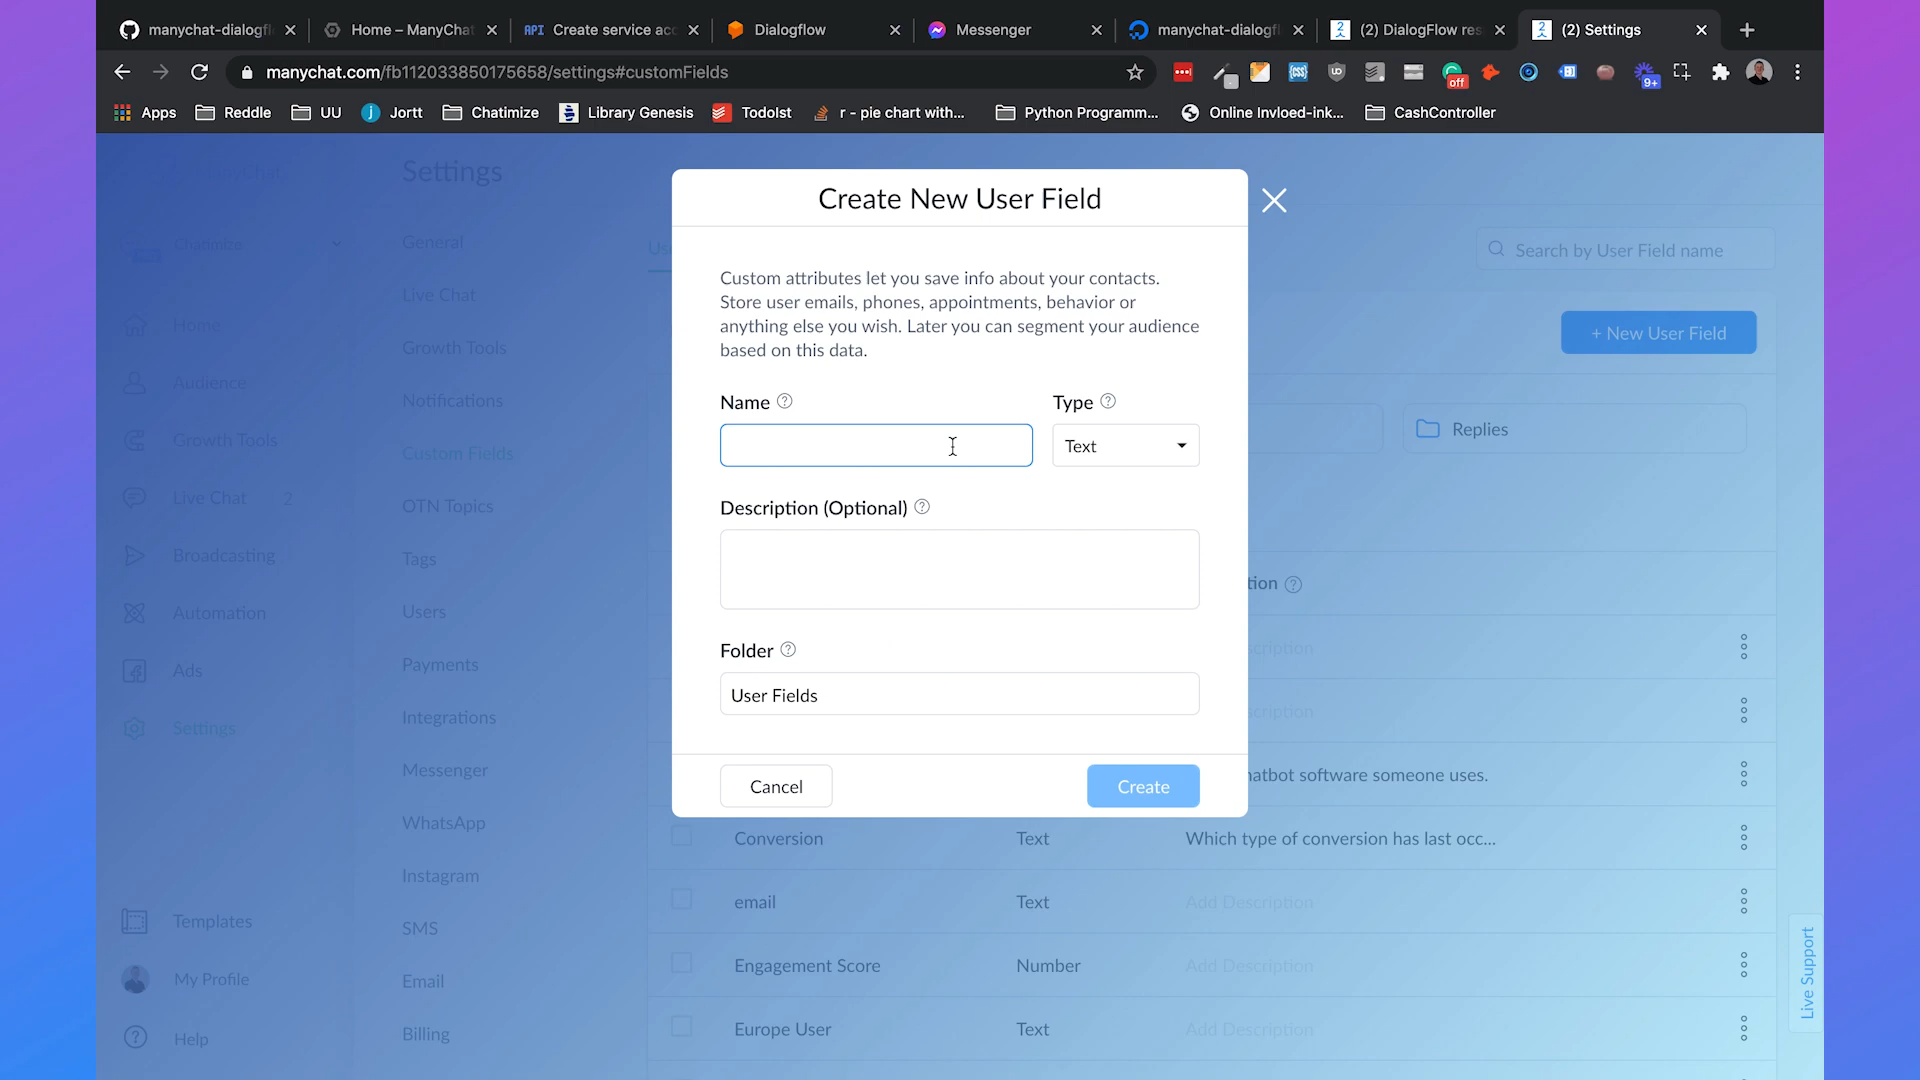 manychat-dialogfl
Home – ManyChat
API Create service acc
Dialogflow
Messenger
manychat-dialogfl
(2) DialogFlow res
(2) Settings
manychat.com/fb112033850175658/settings#customFields
off
9+
Apps
Reddle
UU
Jortt
Chatimize
Library Genesis
Todoist
r - pie chart with...
Python Programm...
Online Invloed-ink...
CashController
ManyChat
Settings
Create New User Field
Chatimize
General
Us
Search by User Field name
Custom attributes let you save info about your contacts.
Store user emails, phones, appointments, behavior or
anything else you wish. Later you can segment your audience
based on this data.
Live Chat
Home
Growth Tools
+ New User Field
Audience
Notifications
Name
Type
Replies
Growth Tools
Custom Fields
Text
Live Chat 2
OTN Topics
Description (Optional)
Broadcasting
Tags
tion
Automation
Users
cription
Folder
Ads
Payments
User Fields
cription
Settings
Integrations
Messenger
Cancel
Create
hatbot software someone uses.
WhatsApp
Conversion
Text
Which type of conversion has last occ...
Instagram
email
Text
Add Description
Templates
SMS
Engagement Score
Number
Add Description
Live Support
My Profile
Email
Europe User
Text
Add Description
Help
Billing